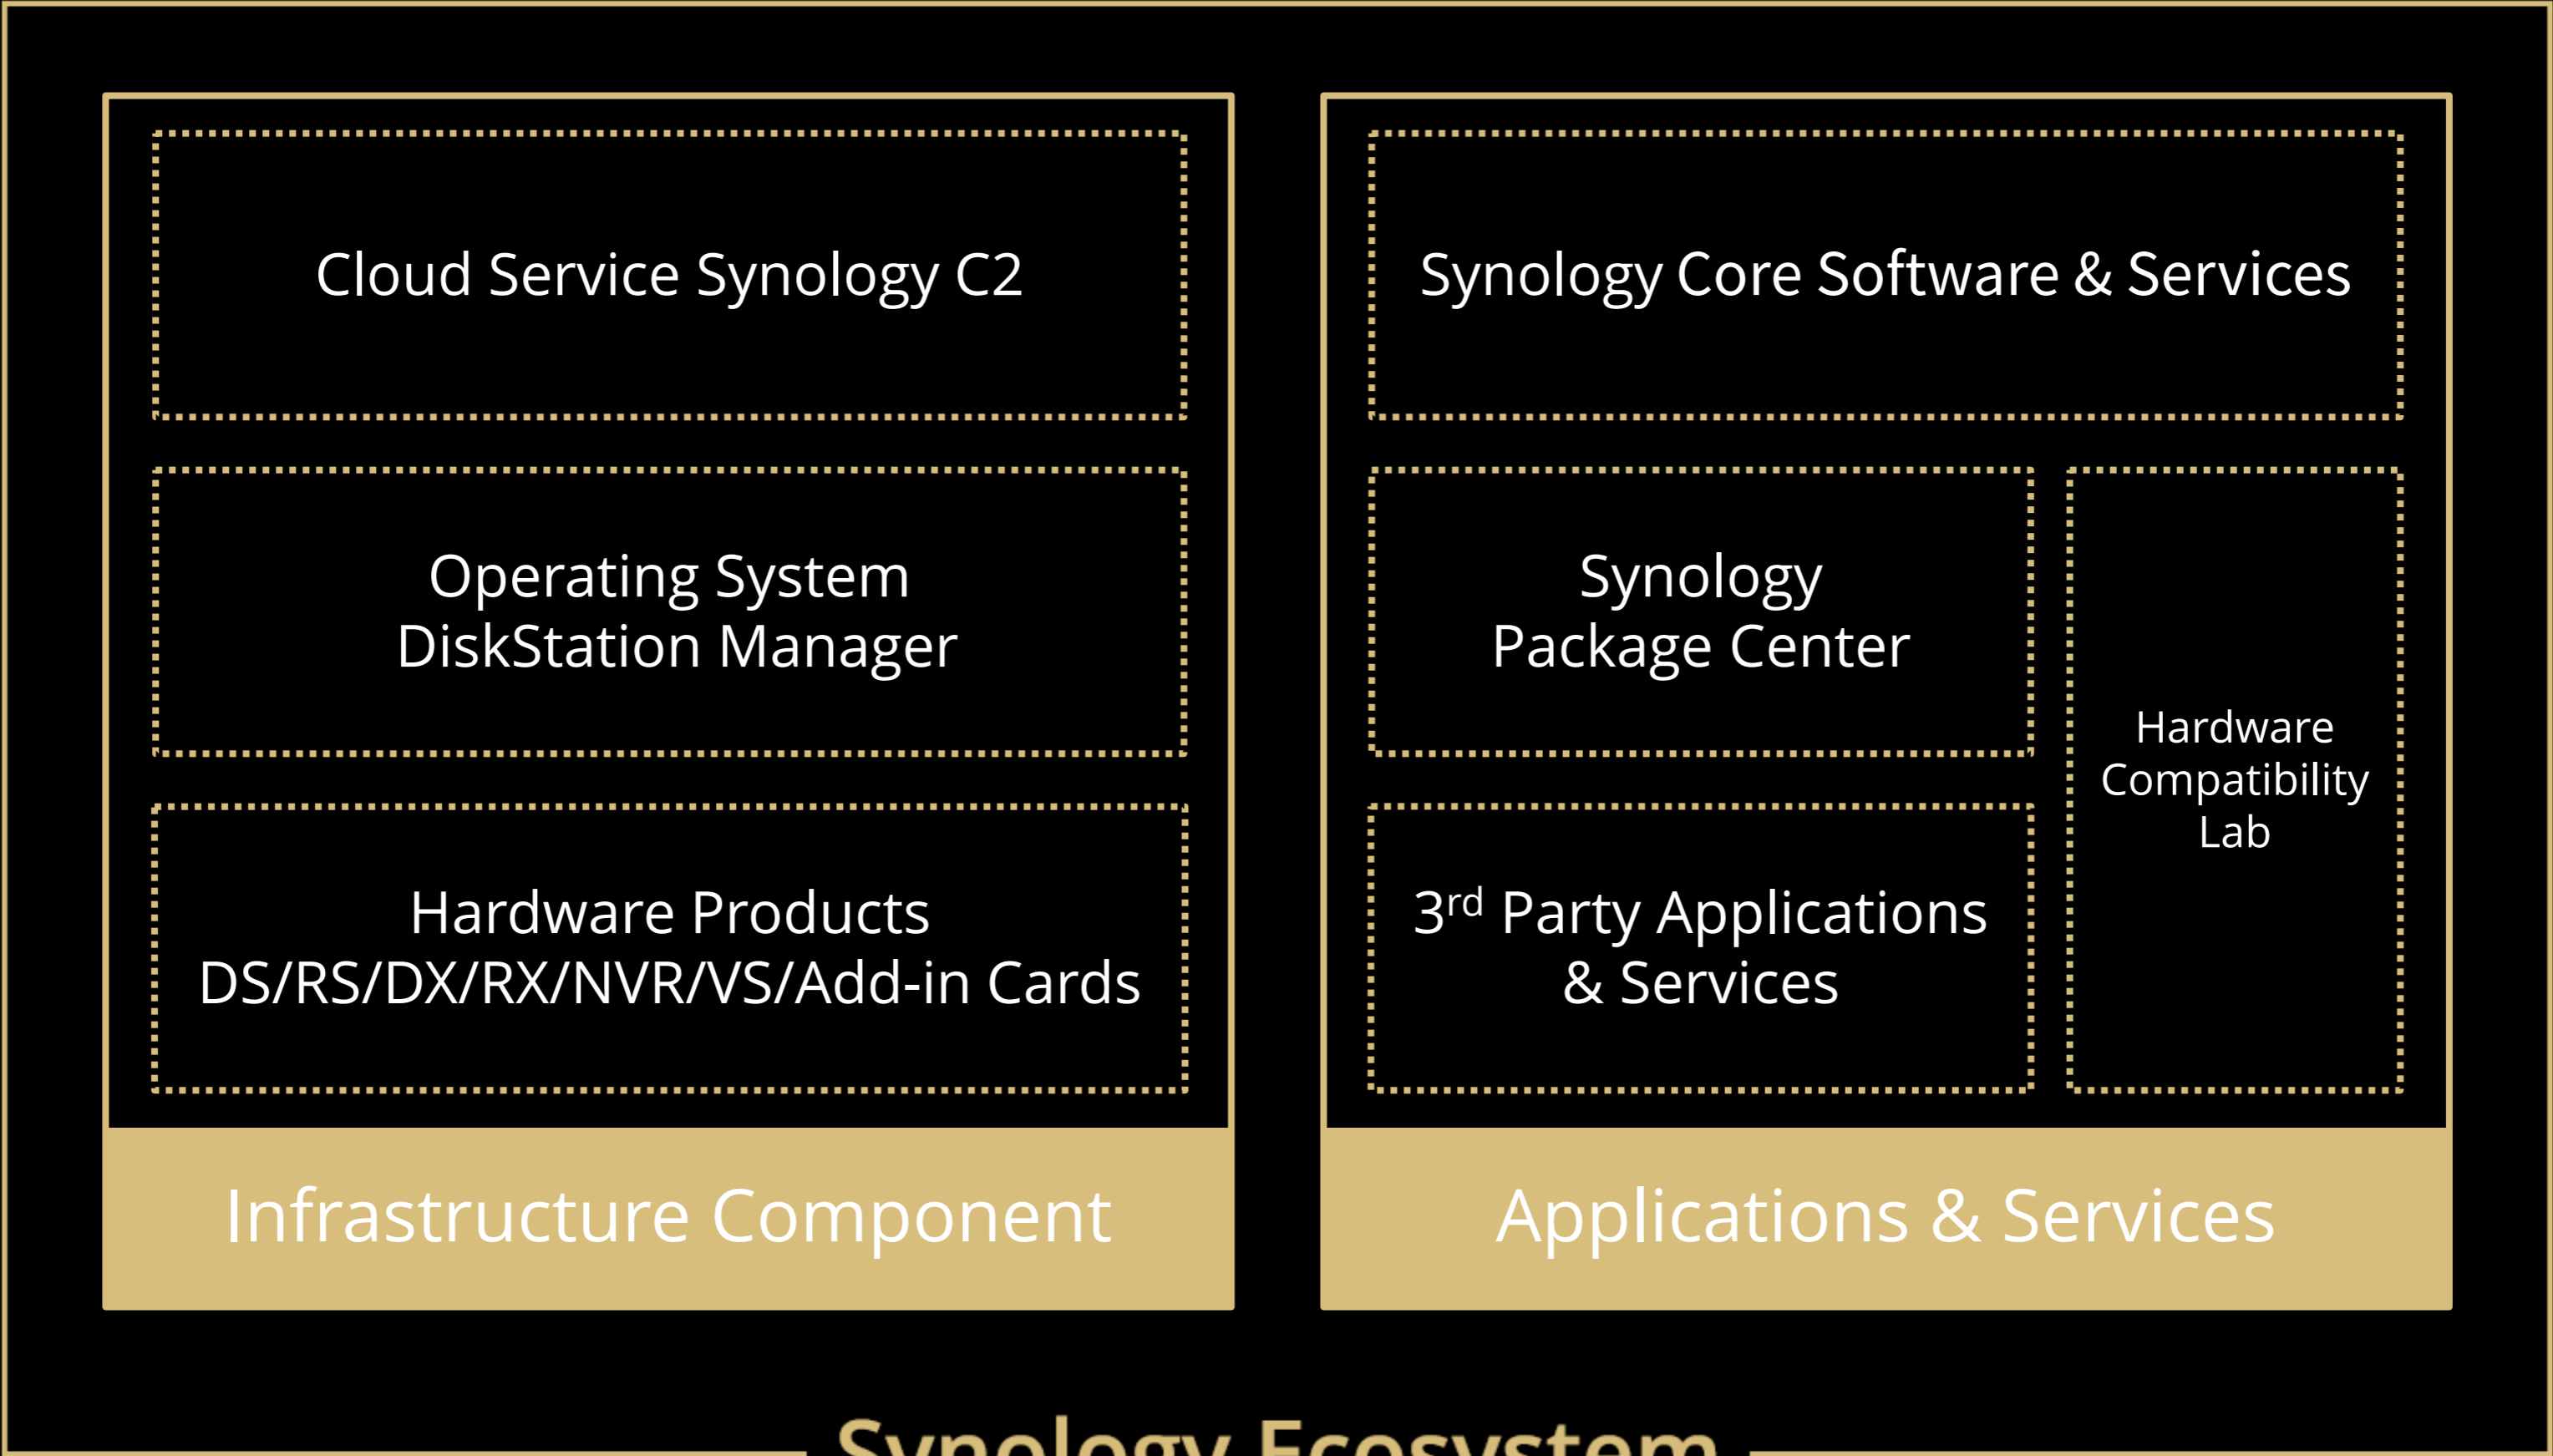 Cloud Service Synology C2
Operating System
DiskStation Manager
Hardware Products
DS/RS/DX/RX/NVR/VS/Add-in Cards
Infrastructure Component
Synology Core Software & Services
Synology
Package Center
3rd Party Applications
& Services
Hardware
Compatibility
Lab
Applications & Services
Synology Ecosystem